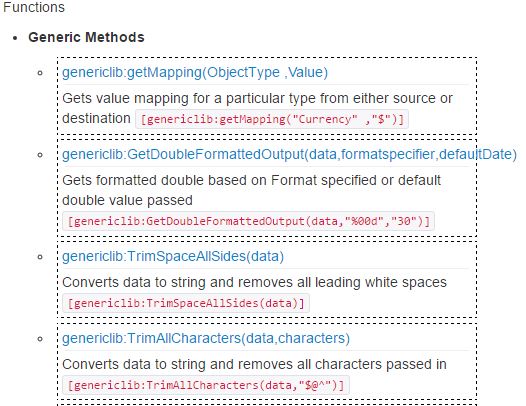 Functions
Generic Methods
genericlib:getMapping(ObjectType ,Value)
Gets value mapping for a particular type from either source or
destination [genericlib:getMapping("Currency" ,"$")]
genericlib:GetDoubleFormattedOutput(data,formatspecifier,defaultDate)
Gets formatted double based on Format specified or default
double value passed
[genericlib:GetDoubleFormattedOutput(data,"%00d","30")]
genericlib:TrimSpaceAllSides(data)
Converts data to string and removes all leading white spaces
[genericlib:TrimSpaceAllSides(data)]
genericlib:TrimAllCharacters(data,characters)
Converts data to string and removes all characters passed in
[genericlib:TrimAllCharacters(data,"$@^")]